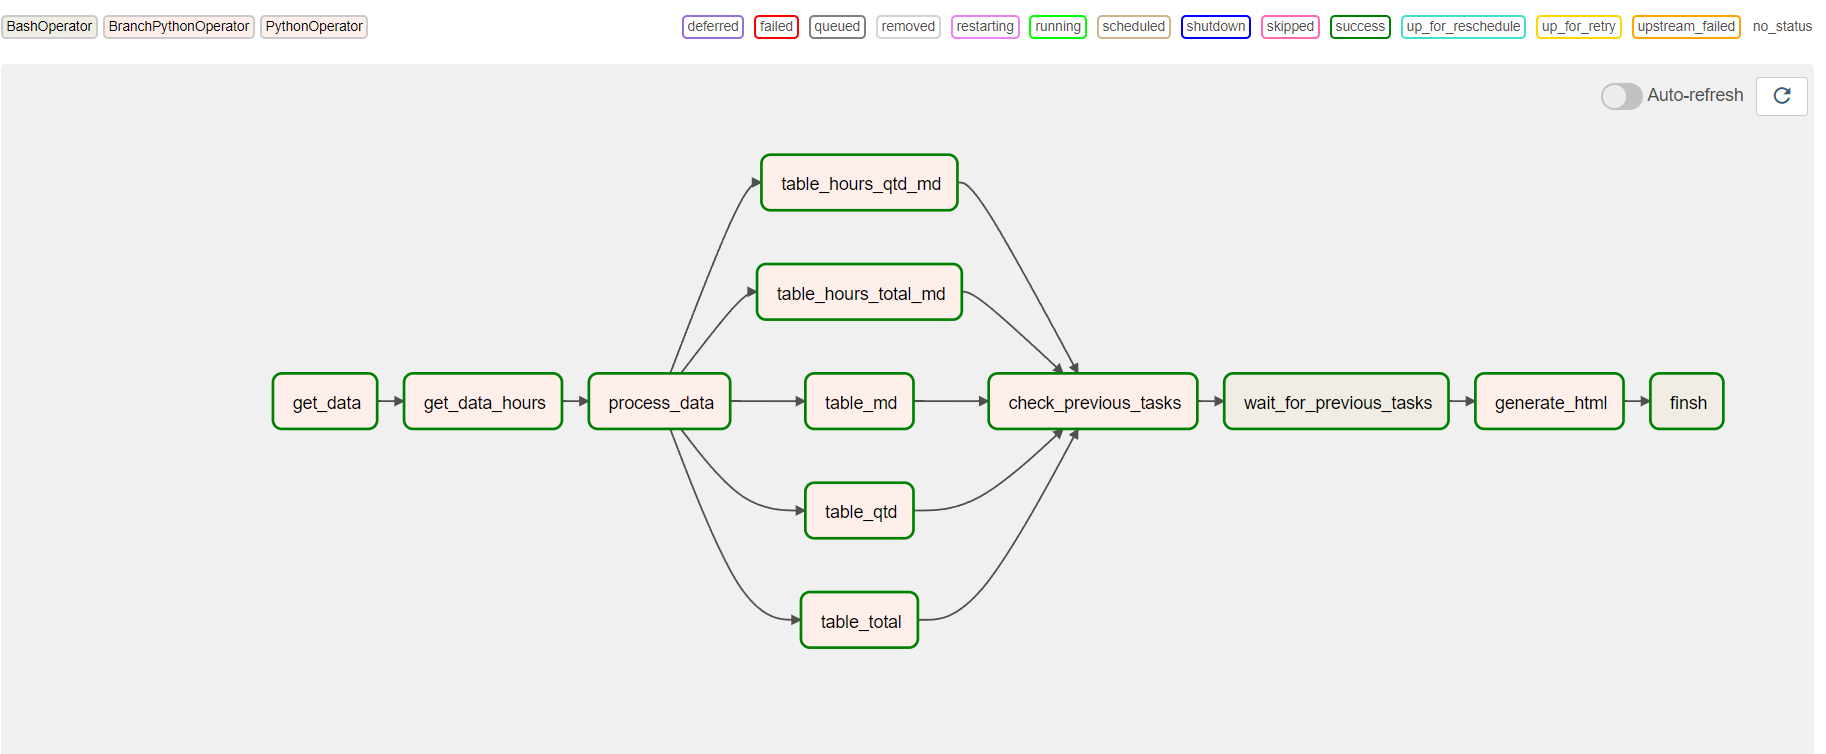 BashOperator BranchPythonOperator PythonOperator deferred failed queued removed restarting running scheduled shutdown skipped success up_for_reschedule up_for_retry upstream_failed no_status
Auto-refresh
table_hours_qtd_md
table_hours_total_md
get_data get_data_hours process_data table_md check_previous_tasks wait_for_previous_tasks generate_html finsh
table_qtd
table_total